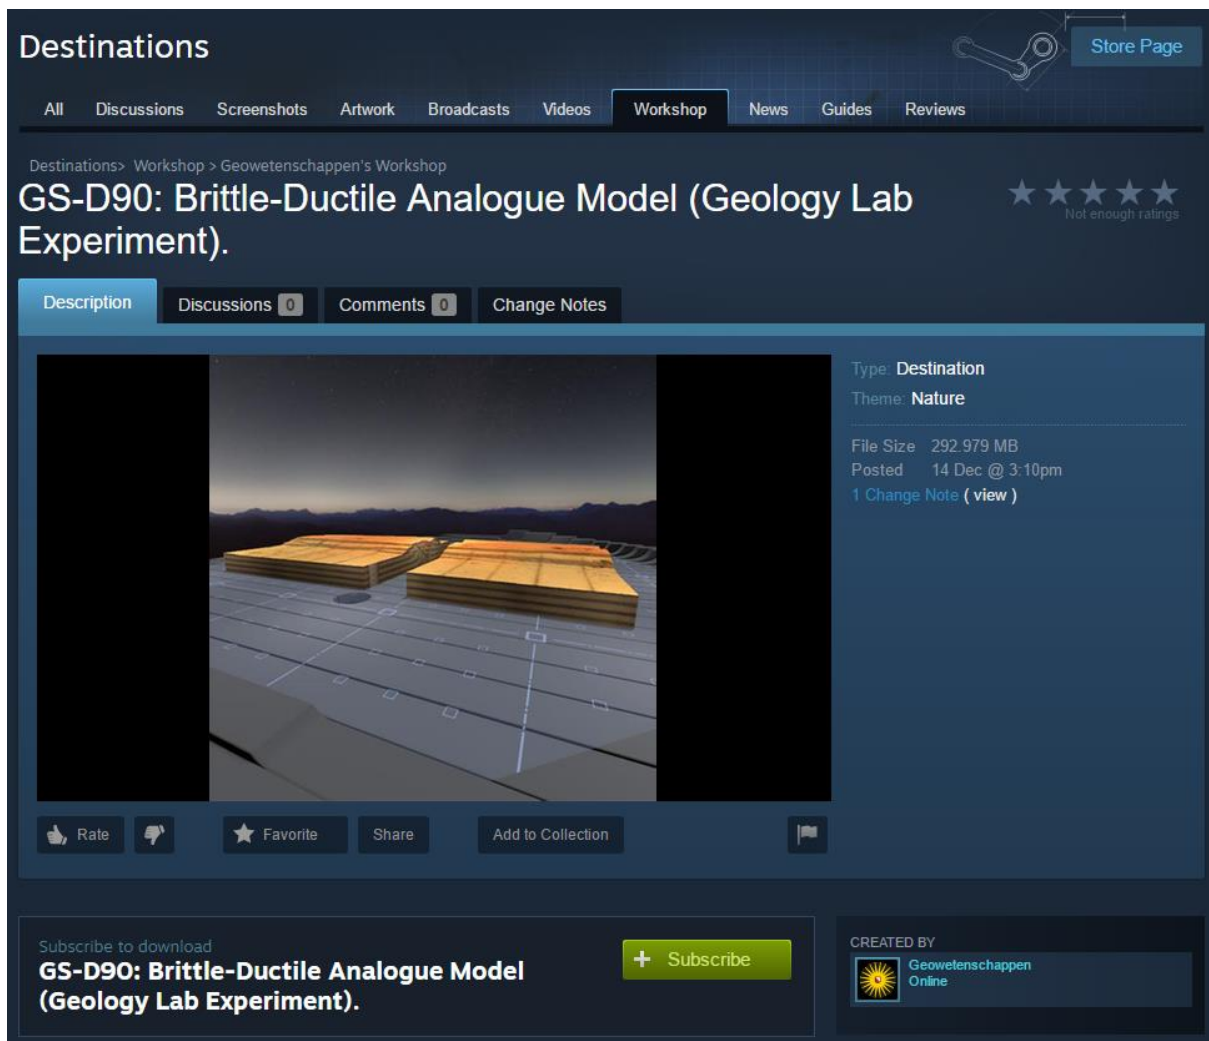 Destinations
Store Page
All Discussions Screenshots Artwork Broadcasts Videos Workshop News Guides Reviews
Destinations> Workshop > Geowetenschappen's Workshop
GS-D90: Brittle-Ductile Analogue Model (Geology Lab
Experiment).
Not enough ratings
Description Discussions 0 Comments 0 Change Notes
Type: Destination
Theme: Nature
File Size 292.979 MB
Posted 14 Dec @ 3:10pm
1 Change Note ( view )
Rate Favorite Share Add to Collection
Subscribe to download
GS-D90: Brittle-Ductile Analogue Model
(Geology Lab Experiment).
+ Subscribe
CREATED BY
Geowetenschappen
Online